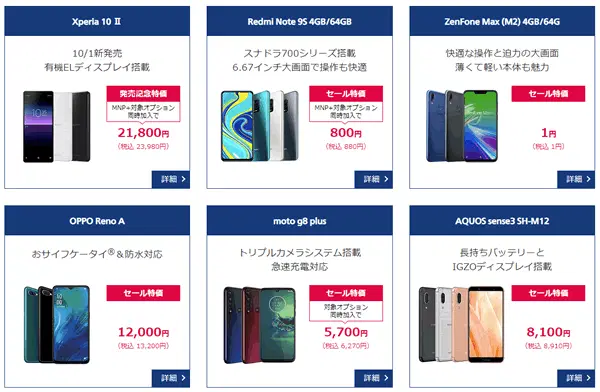 Xperia 10 Ⅱ
10/1新発売
有機ELディスプレイ搭載
発売記念特価
MNP+対象オプション
同時加入で
21,800円
(税込 23,980円)
詳細
Redmi Note 9S 4GB/64GB
スナドラ700シリーズ搭載
6.67インチ大画面で操作も快適
セール特価
MNP+対象オプション
同時加入で
800円
(税込 880円)
詳細
ZenFone Max (M2) 4GB/64G
快適な操作と迫力の大画面
薄くて軽い本体も魅力
セール特価
1円
(税込 1円)
詳細
OPPO Reno A
おサイフケータイ®＆防水対応
セール特価
12,000円
(税込 13,200円)
詳細
moto g8 plus
トリプルカメラシステム搭載
急速充電対応
セール特価
対象オプション
同時加入で
5,700円
(税込 6,270円)
詳細
AQUOS sense3 SH-M12
長持ちバッテリーと
IGZOディスプレイ搭載
セール特価
8,100円
(税込 8,910円)
詳細